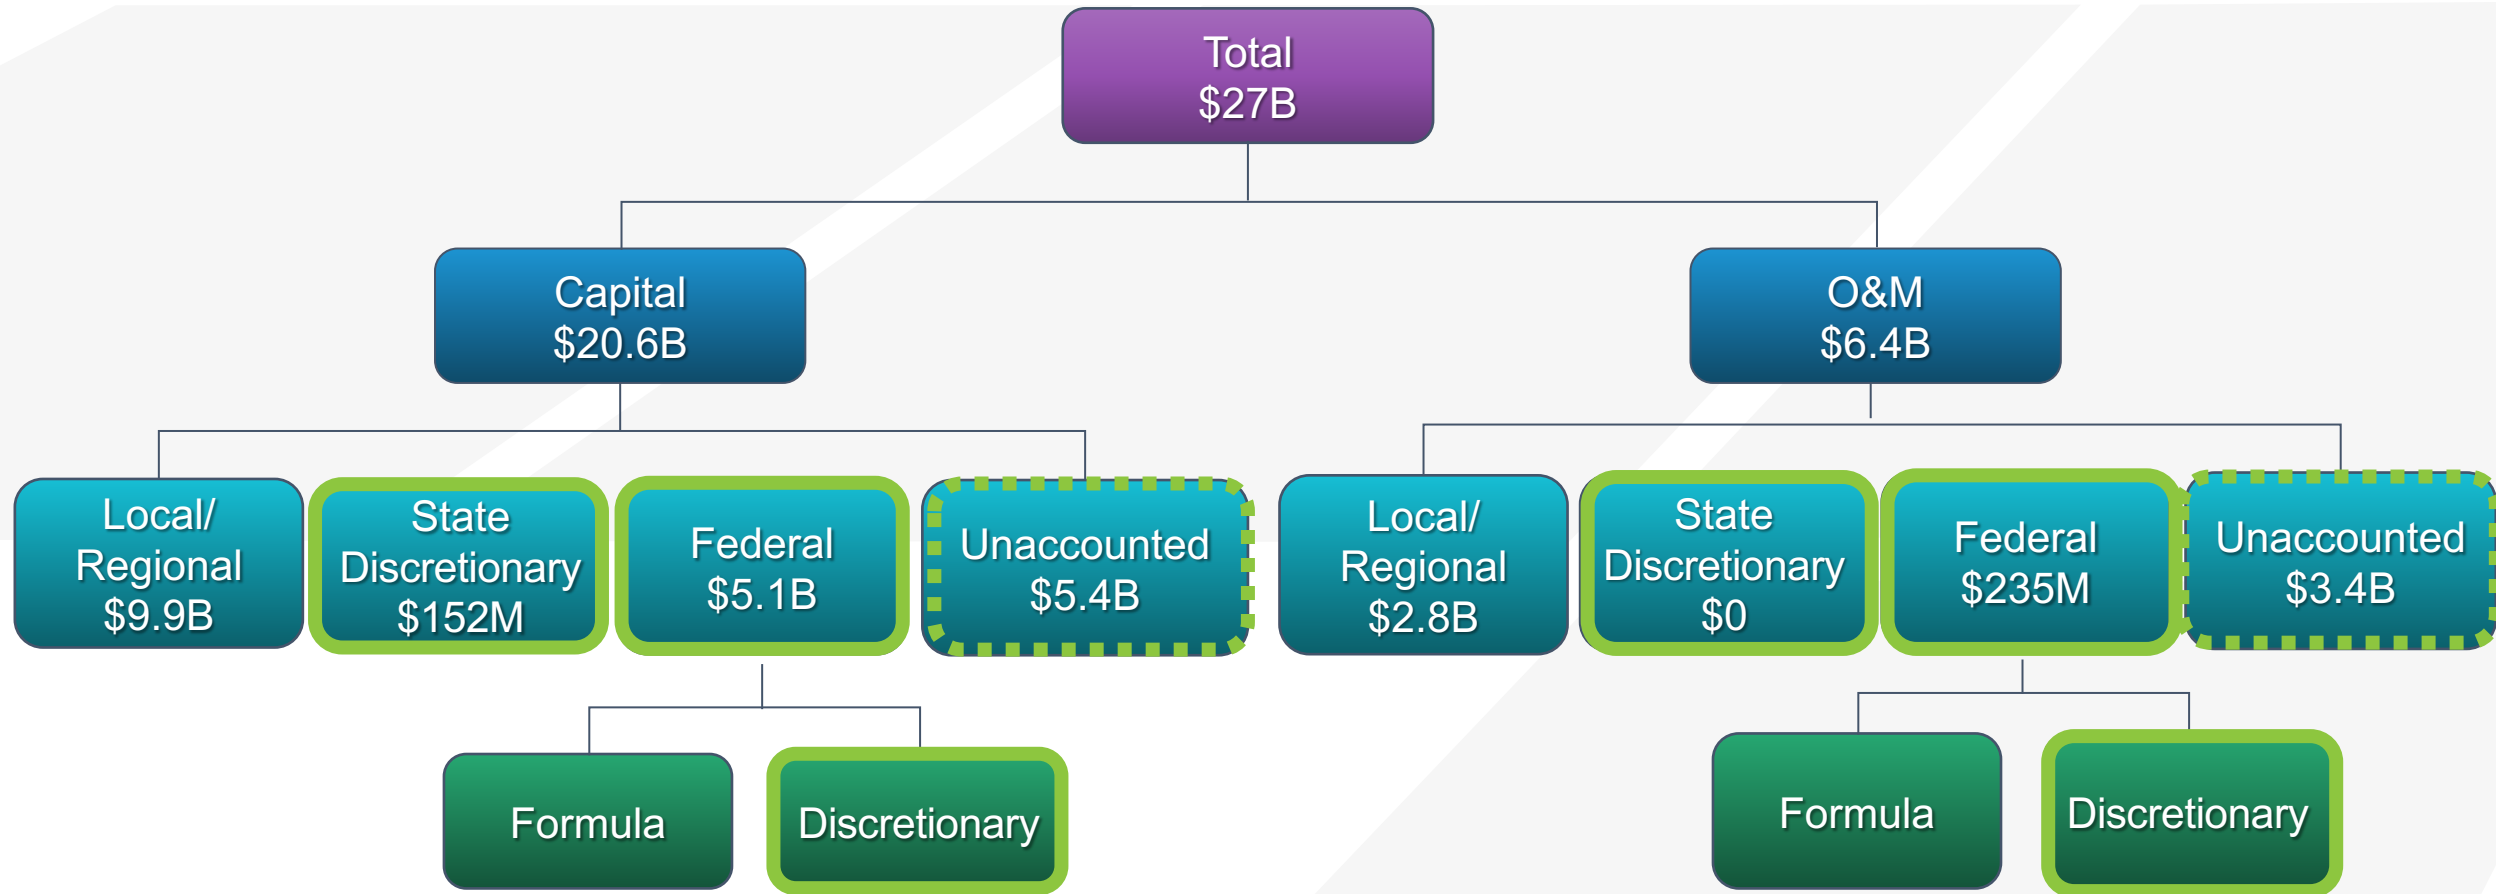 Total
$27B
Capital
$20.6B
O&M
$6.4B
Local/
Regional
$9.9B
State
Discretionary
$152M
Federal
$5.1B
Unaccounted
$5.4B
Local/
Regional
$2.8B
State
Discretionary
$0
Federal
$235M
Unaccounted
$3.4B
Formula
Discretionary
Formula
Discretionary